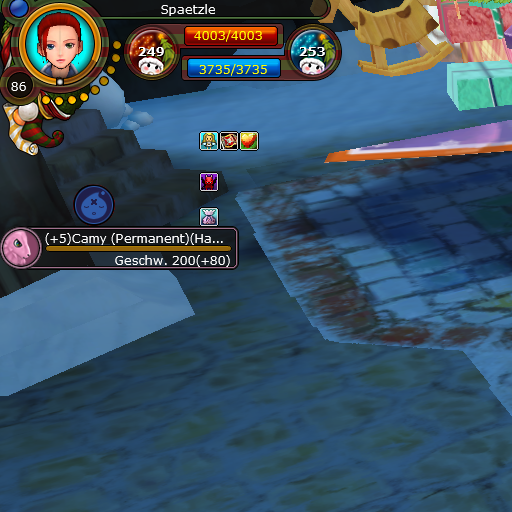 Spaetzle
249
4003/4003
253
3735/3735
86
(+5)Camy (Permanent)(Ha...
Geschw. 200(+80)